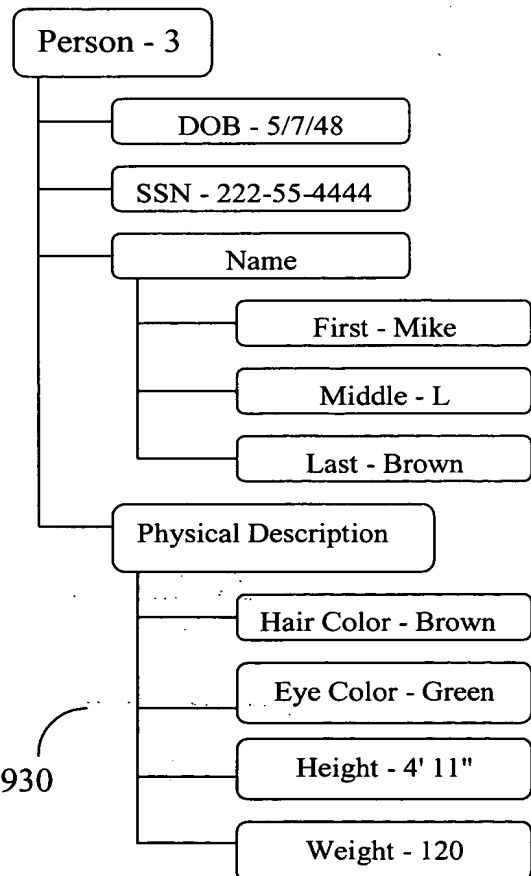 Person - 3
DOB - 5/7/48
SSN - 222-55-4444
Name
First - Mike
Middle - L
Last - Brown
Physical Description
Hair Color - Brown
Eye Color - Green
Height - 4' 11"
930
Weight - 120